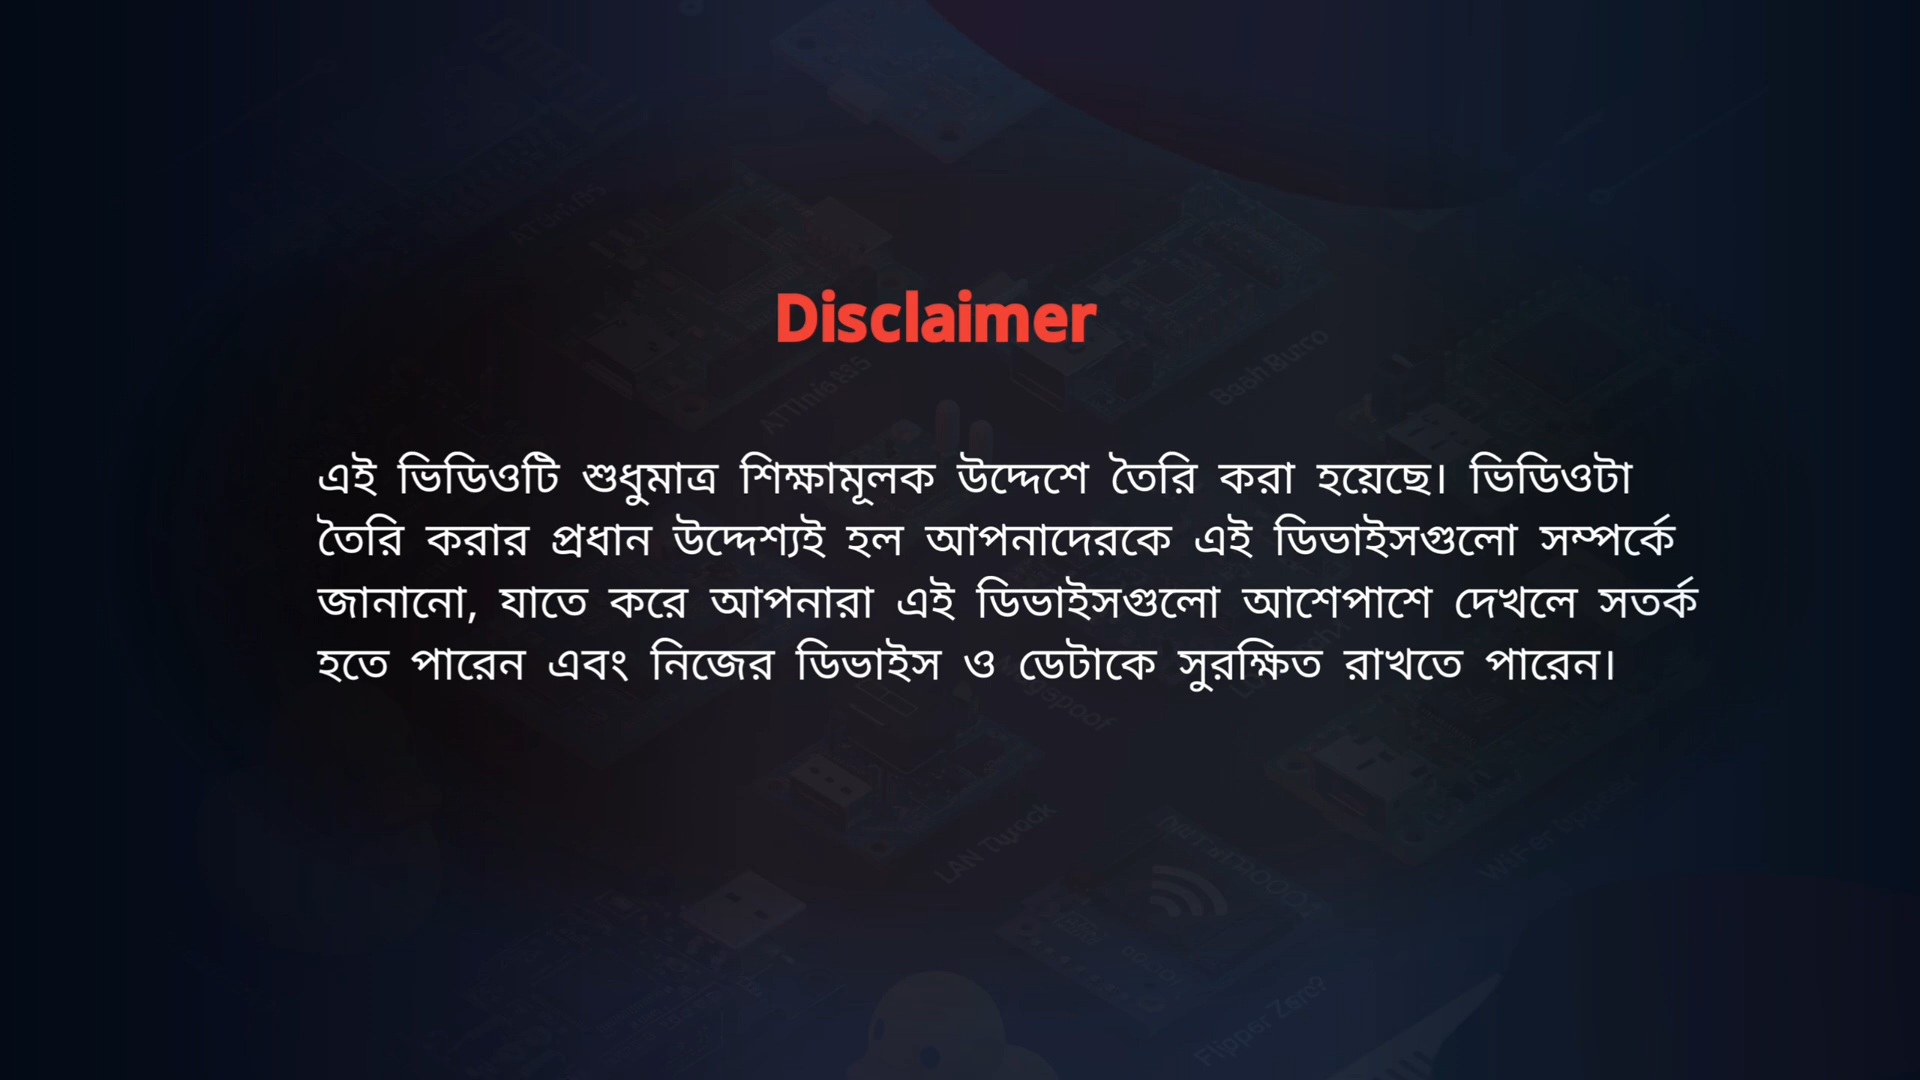 Disclaimer
এই ভিডিওটি শুধুমাত্র শিক্ষামূলক উদ্দেশে তৈরি করা হয়েছে। ভিডিওটা
তৈরি করার প্রধান উদ্দেশ্যই হল আপনাদেরকে এই ডিভাইসগুলো সম্পর্কে
জানানো, যাতে করে আপনারা এই ডিভাইসগুলো আশেপাশে দেখলে সতর্ক
হতে পারেন এবং নিজের ডিভাইস ও ডেটাকে সুরক্ষিত রাখতে পারেন।